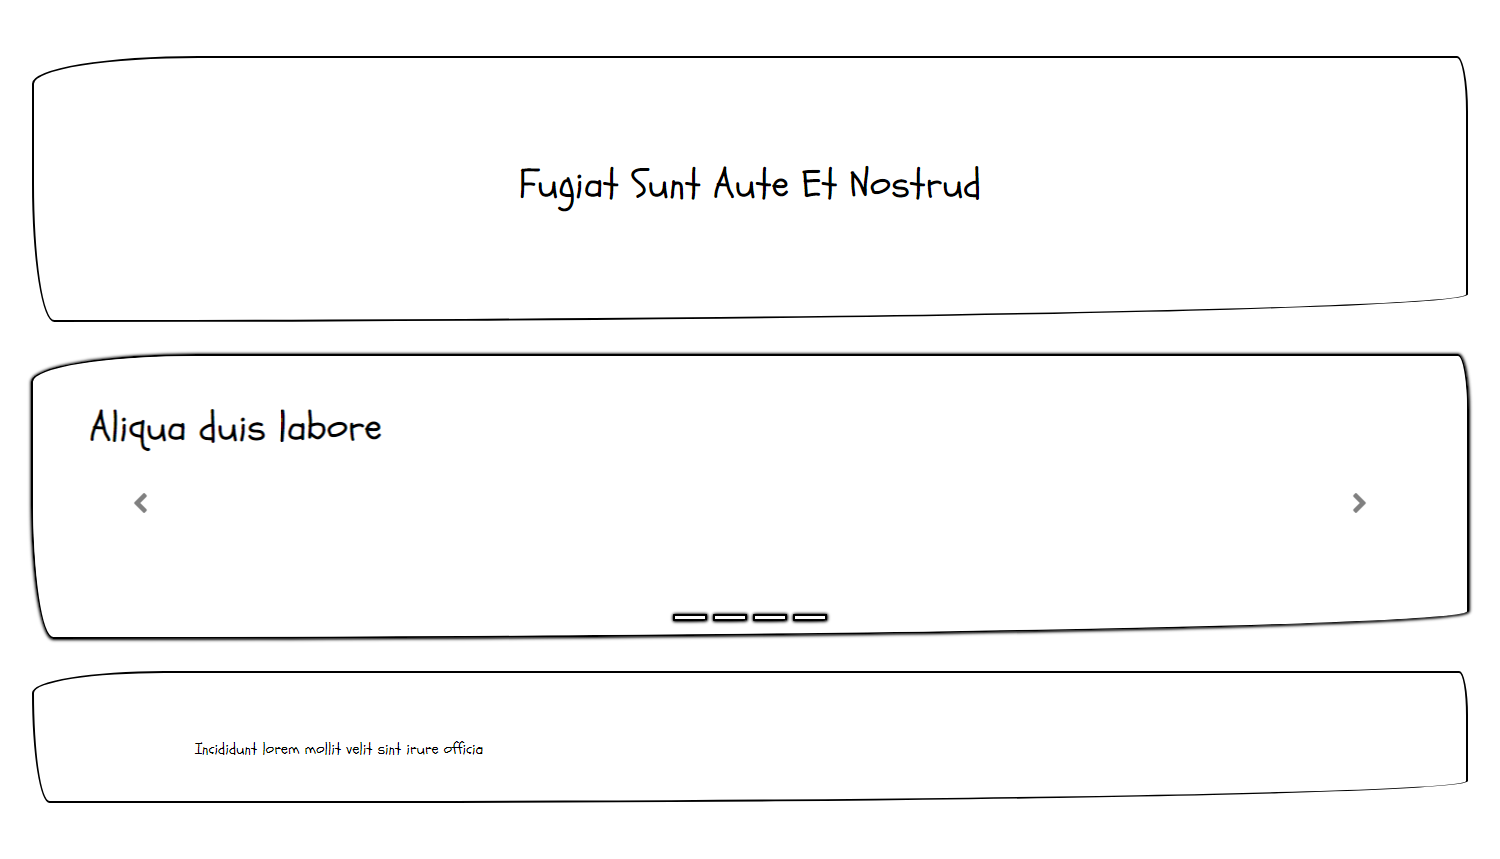 Fugiat Sunt Aute Et Nostrud
Aliqua duis labore
Incididunt lorem mollit velit sint irure officia